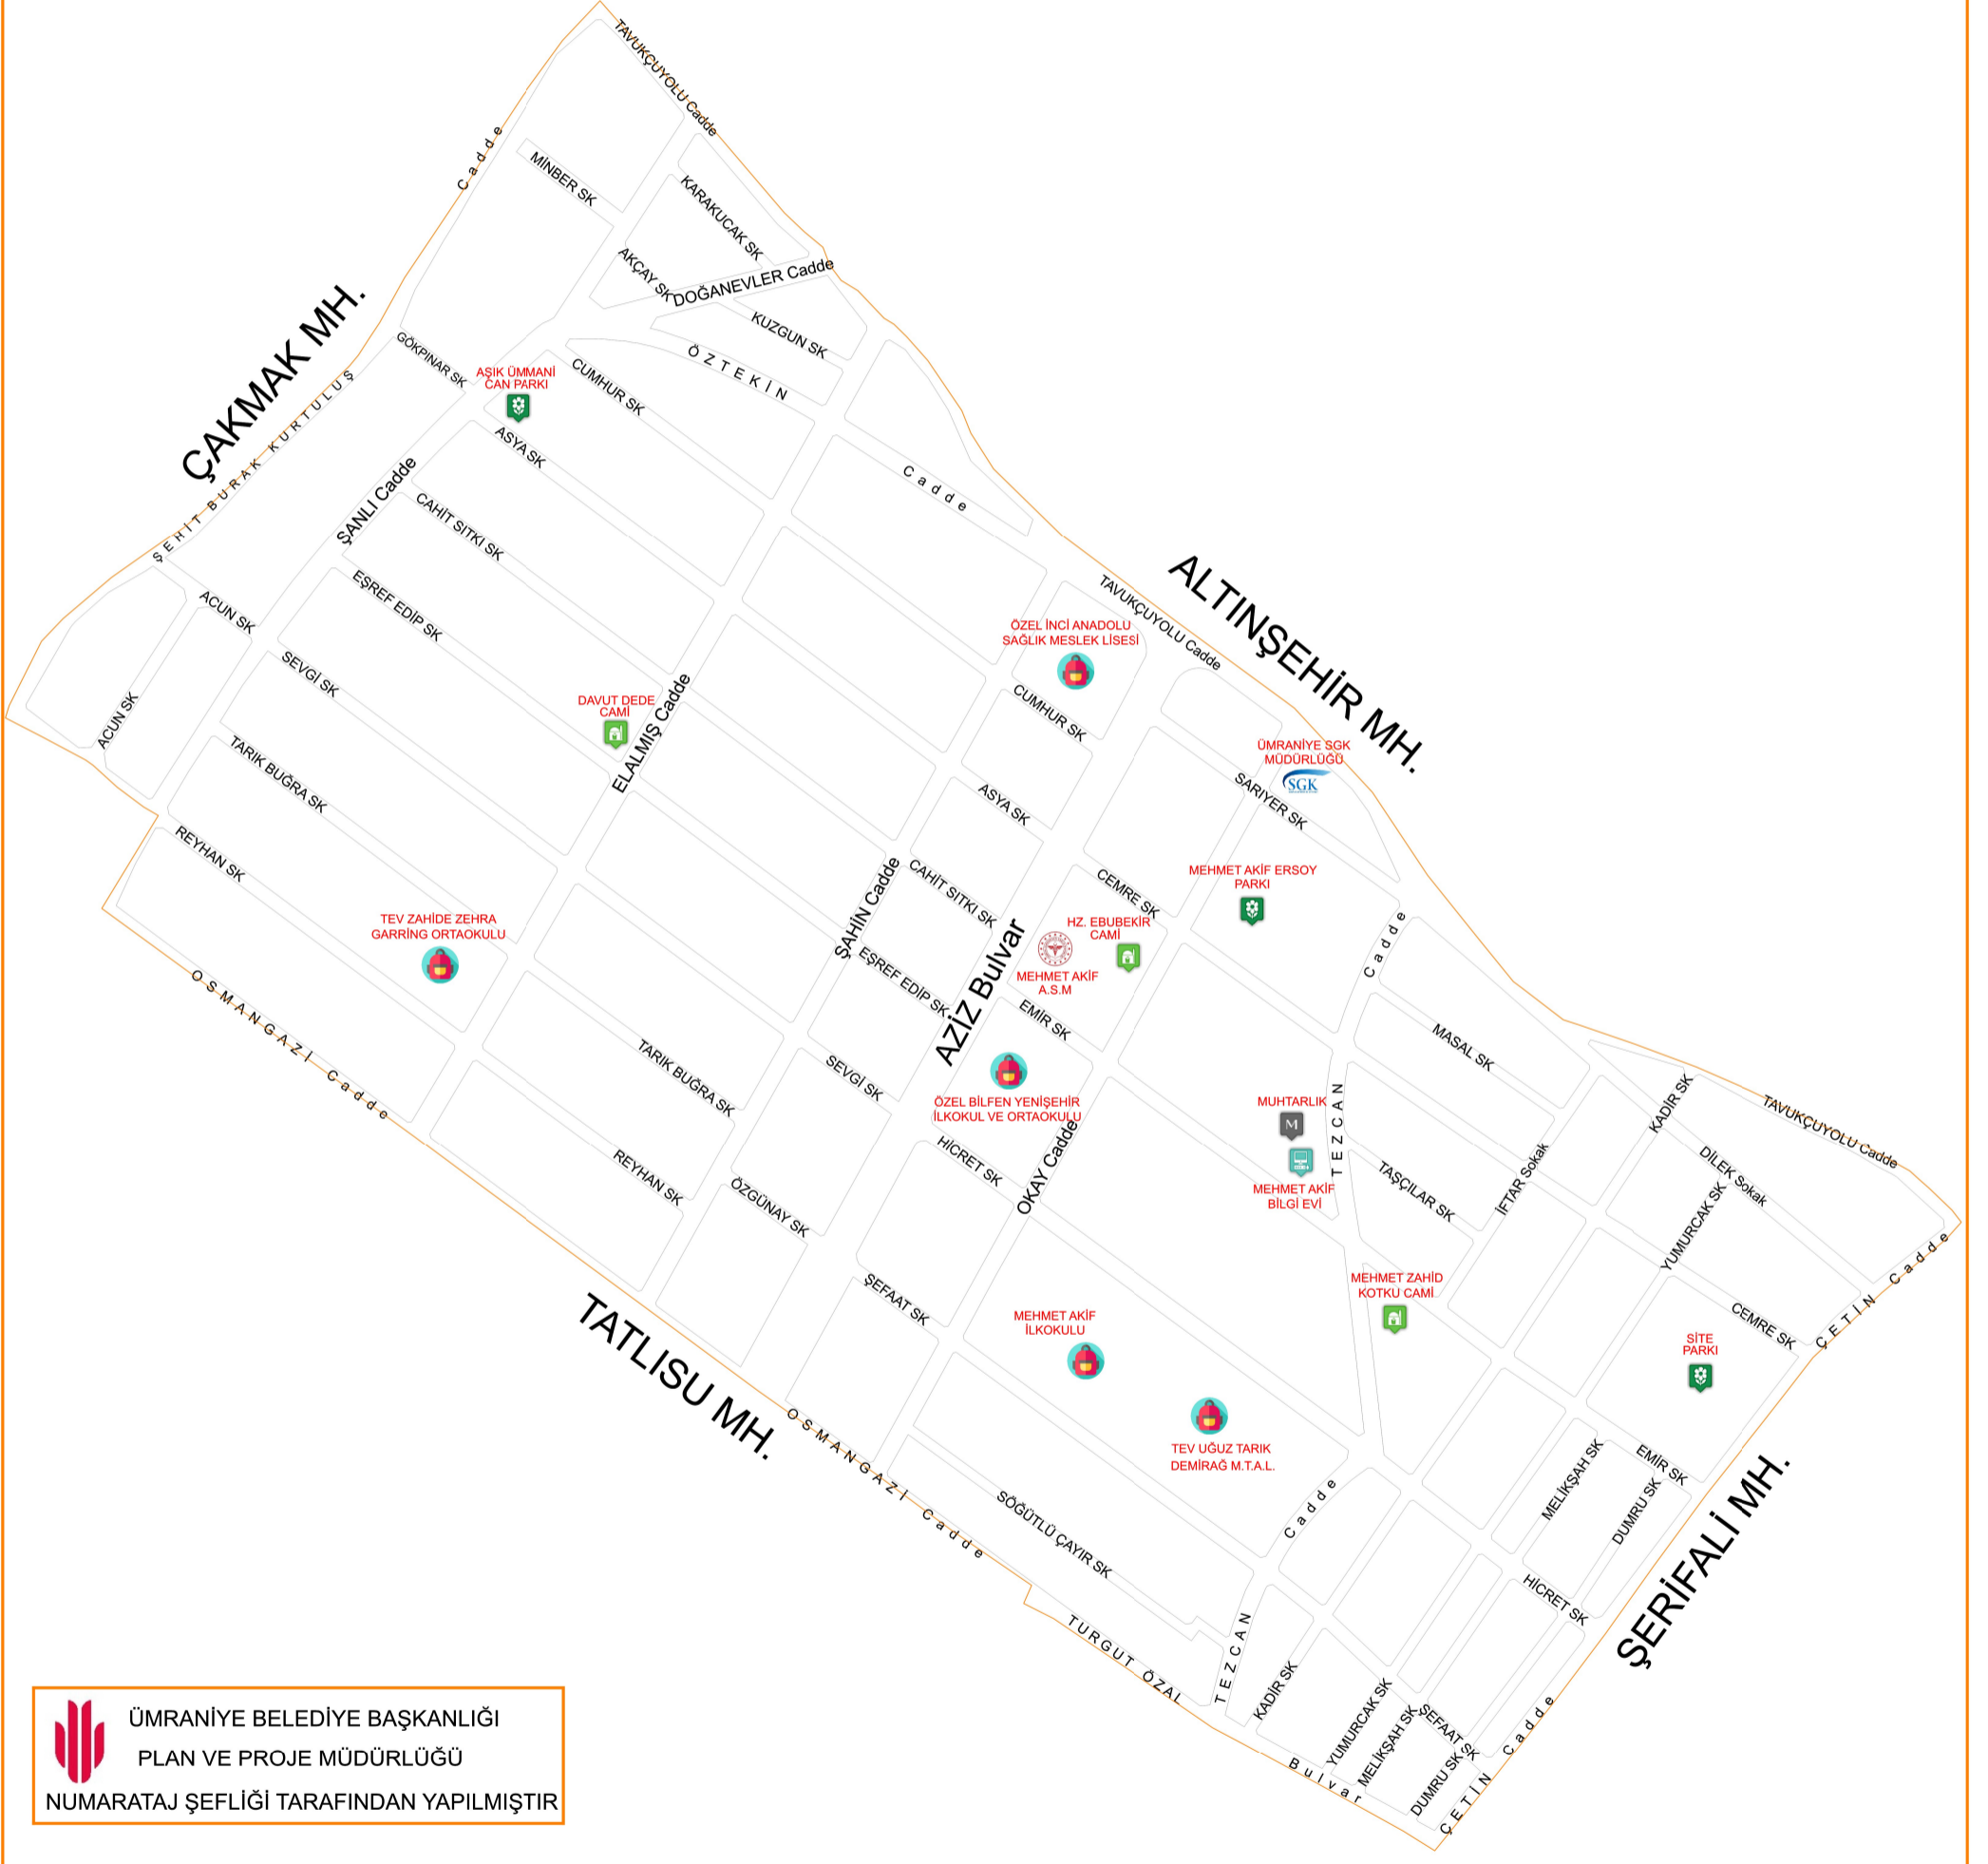 TAVUKÇUYOLU Cadde
Cadde
MİNBER SK
KARAKUCAK SK
AKÇAY SK
DOĞANEVLER Cadde
KUZGUN SK
ÇAKMAK MH.
GÖKPINAR SK
ÖZTEKİN
AŞIK ÜMMANİ
CAN PARKI
CUMHUR SK
ŞEHİT BURAK KURTULUŞ
ASYA SK
ŞANLI Cadde
CAHİT SITKI SK
Cadde
ALTINŞEHİR MH.
TAVUKÇUYOLU Cadde
EŞREF EDİP SK
ACUN SK
ÖZEL İNCİ ANADOLU
SAĞLIK MESLEK LİSESİ
SEVGİ SK
ACUN SK
DAVUT DEDE
CAMİ
ELALMIŞ Cadde
CUMHUR SK
TARIK BUĞRA SK
ÜMRANİYE SGK
MÜDÜRLÜĞÜ
SGK
SARIYER SK
ASYA SK
REYHAN SK
ŞAHİN Cadde
CAHİT SITKI SK
CEMRE SK
MEHMET AKİF ERSOY
PARKI
TEV ZAHİDE ZEHRA
GARRİNG ORTAOKULU
HZ. EBUBEKİR
CAMİ
AZİZ Bulvar
MEHMET AKİF
A.S.M
Cadde
EŞREF EDİP SK
EMİR SK
OSMANGAZİ Cadde
MASAL SK
TARIK BUĞRA SK
SEVGİ SK
ÖZEL BİLFEN YENİŞEHİR
İLKOKUL VE ORTAOKULU
MUHTARLIK
M
TEZCAN
KADİR SK
TAVUKÇUYOLU Cadde
HİCRET SK
OKAY Cadde
MEHMET AKİF
BİLGİ EVİ
TAŞÇILAR SK
İFTAR Sokak
DİLEK Sokak
REYHAN SK
ÖZGÜNAY SK
YUMURCAK SK
ŞEFAAT SK
MEHMET ZAHİD
KOTKU CAMİ
ÇETİN Cadde
CEMRE SK
TATLISU MH.
MEHMET AKİF
İLKOKULU
SİTE
PARKI
OSMANGAZİ Cadde
TEV UĞUZ TARIK
DEMİRAĞ M.T.A.L.
MELİKŞAH SK
EMİR SK
DUMRU SK
ŞERİFALİ MH.
SÖĞÜTLÜ ÇAYIR SK
Cadde
HİCRET SK
TURGUT ÖZAL
TEZCAN
KADİR SK
YUMURCAK SK
MELİKŞAH SK
ŞEFAAT SK
DUMRU SK
Bulvar
ÇETİN Cadde
ÜMRANİYE BELEDİYE BAŞKANLIĞI
PLAN VE PROJE MÜDÜRLÜĞÜ
NUMARATAJ ŞEFLİĞİ TARAFINDAN YAPILMIŞTIR